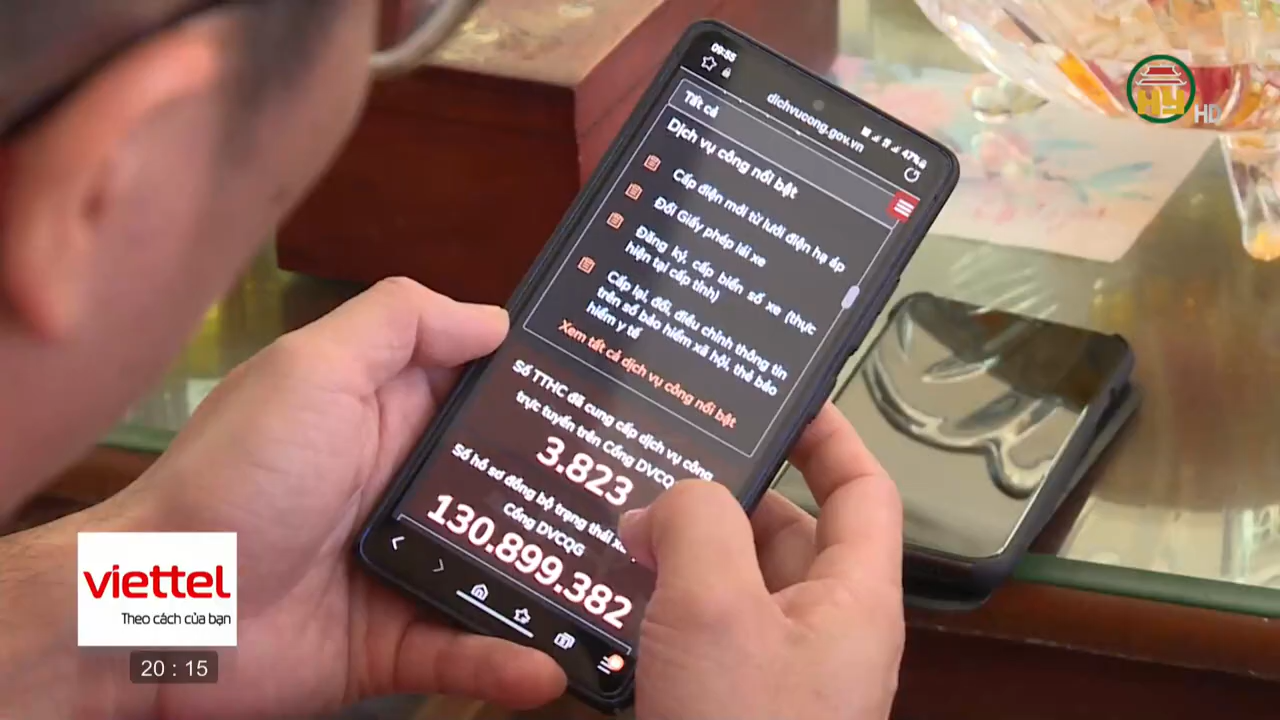 09:55
dichvucong.gov.vn
47%
HY HD
Tất cả
Dịch vụ công nổi bật
Cấp điện mới từ lưới điện hạ áp
Đổi Giấy phép lái xe
Đăng ký, cấp biển số xe (thực
hiện tại cấp tỉnh)
Cấp lại, đổi, điều chỉnh thông tin
trên sổ bảo hiểm xã hội, thẻ bảo
hiểm y tế
Xem tất cả dịch vụ công nổi bật
Số TTHC đã cung cấp dịch vụ công
trực tuyến trên Cổng DVCQ
3.823
Số hồ sơ đồng bộ trạng thái
Cổng DVCQG
130.899.382
viettel
Theo cách của bạn
20 : 15